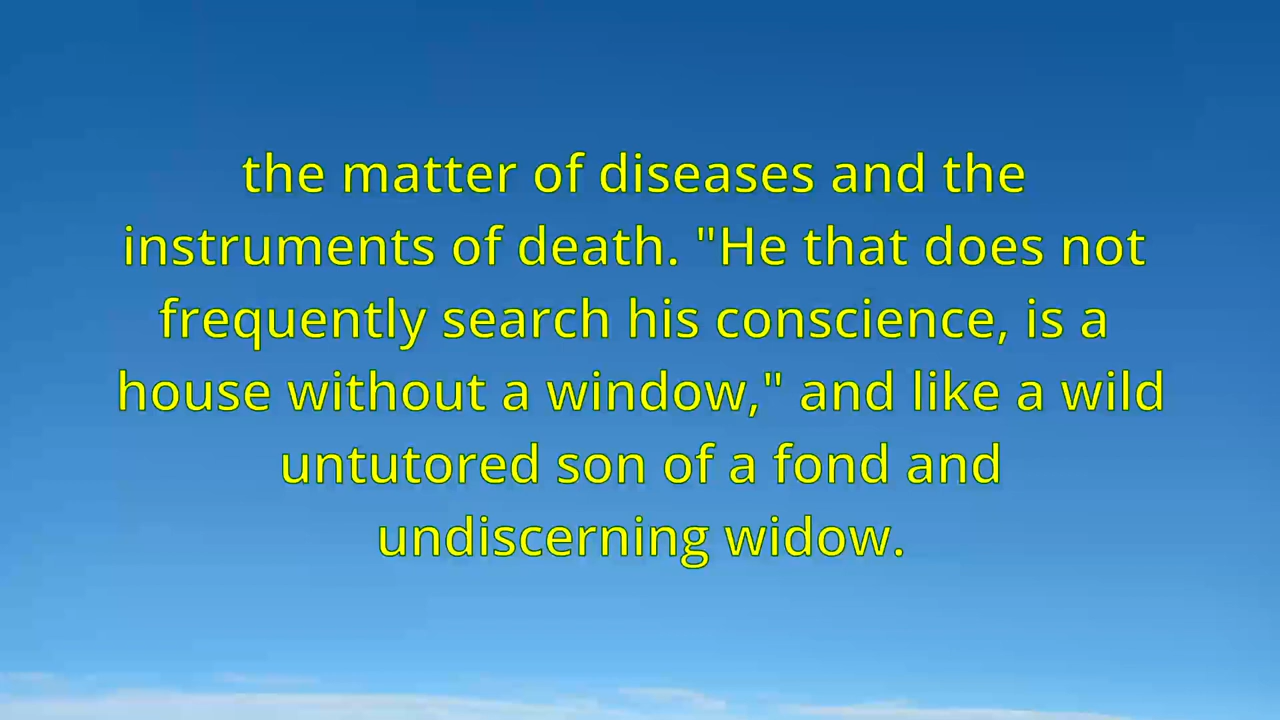 the matter of diseases and the
instruments of death. "He that does not
frequently search his conscience, is a
house without a window," and like a wild
untutored son of a fond and
undiscerning widow.